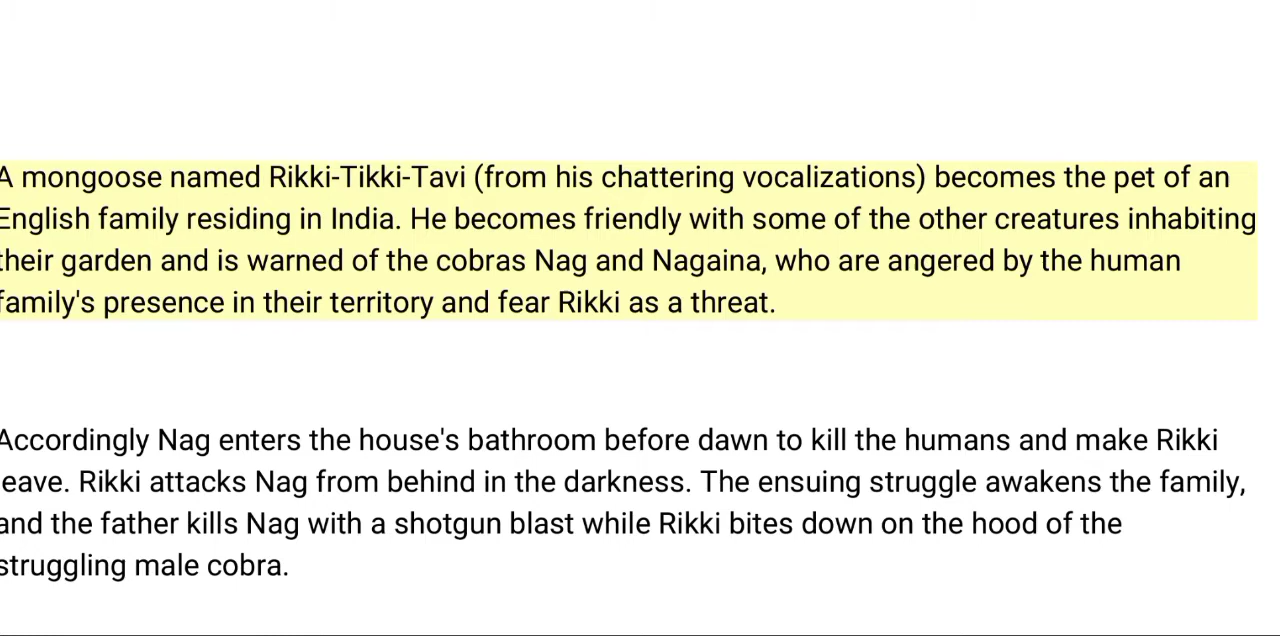 A mongoose named Rikki-Tikki-Tavi (from his chattering vocalizations) becomes the pet of an
English family residing in India. He becomes friendly with some of the other creatures inhabiting
their garden and is warned of the cobras Nag and Nagaina, who are angered by the human
family's presence in their territory and fear Rikki as a threat.
Accordingly Nag enters the house's bathroom before dawn to kill the humans and make Rikki
leave. Rikki attacks Nag from behind in the darkness. The ensuing struggle awakens the family,
and the father kills Nag with a shotgun blast while Rikki bites down on the hood of the
struggling male cobra.